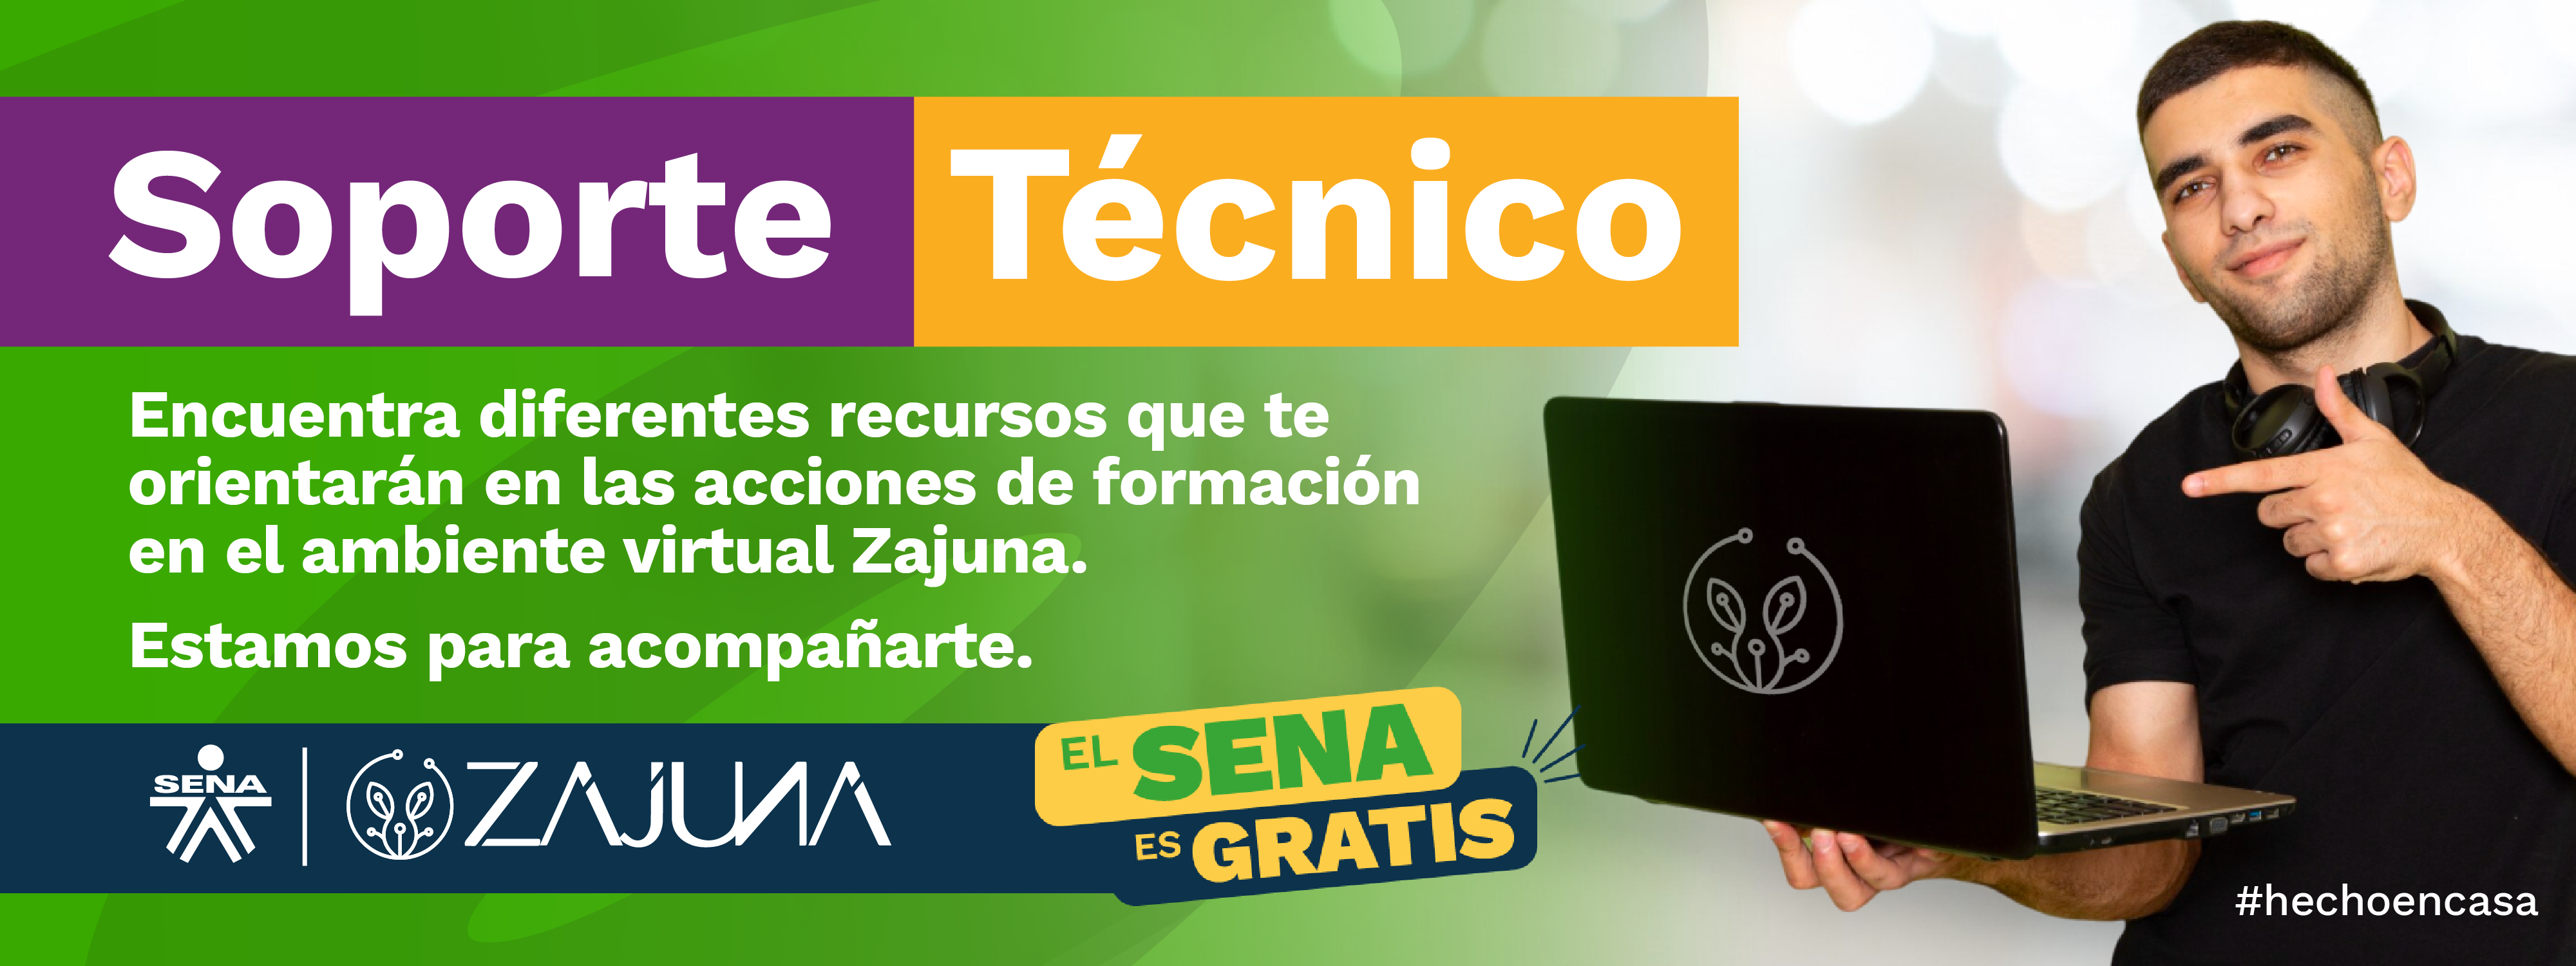 Soporte Técnico
Encuentra diferentes recursos que te
orientarán en las acciones de formación
en el ambiente virtual Zajuna.
Estamos para acompañarte.
SENA
ZAJUNA
EL SENA
ES GRATIS
#hechoencasa